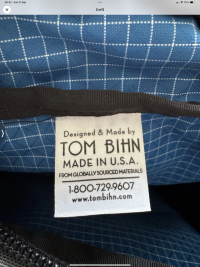 Designed & Made by
TOM BIHN
MADE IN U.S.A.
FROM GLOBALLY SOURCED MATERIALS
1-800-729-9607
www.tombihn.com